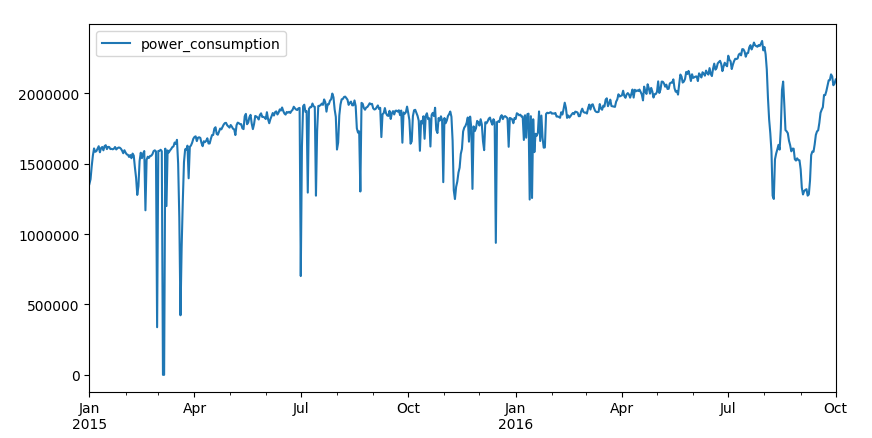 power_consumption
2000000
1500000
1000000
500000
0
Jan
2015
Apr
Jul
Oct
Jan
2016
Apr
Jul
Oct